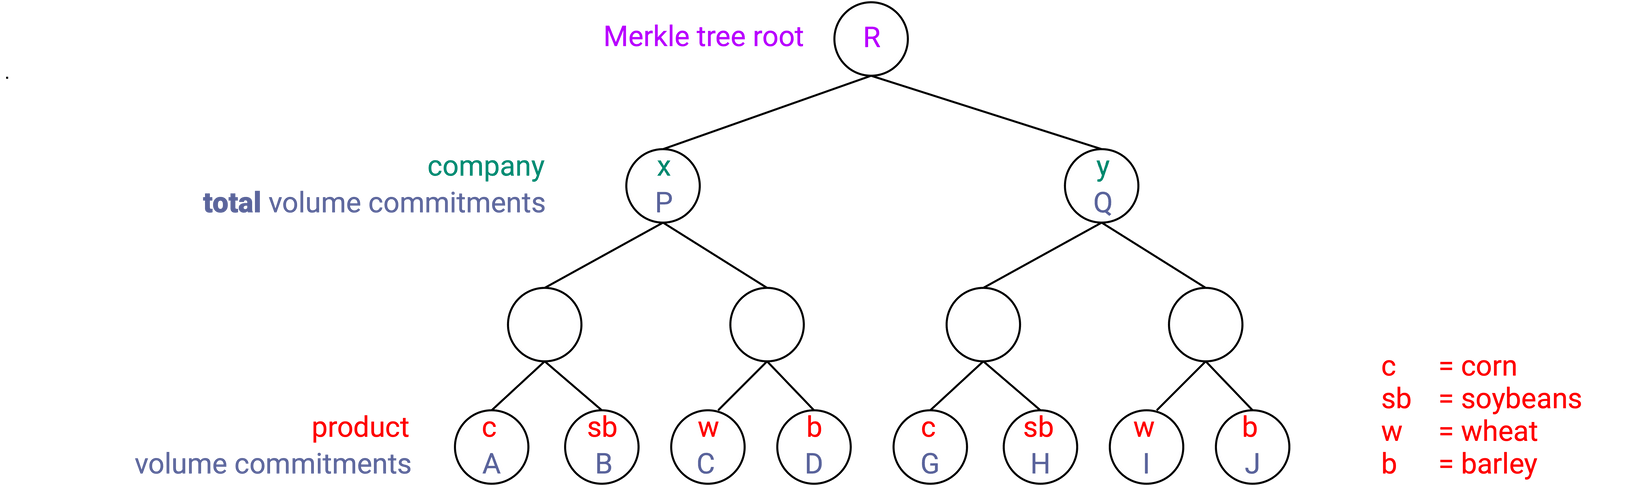 Merkle tree root R
company x y
total volume commitments P Q
product c sb w b c sb w b
volume commitments A B C D G H I J
c = corn
sb = soybeans
w = wheat
b = barley